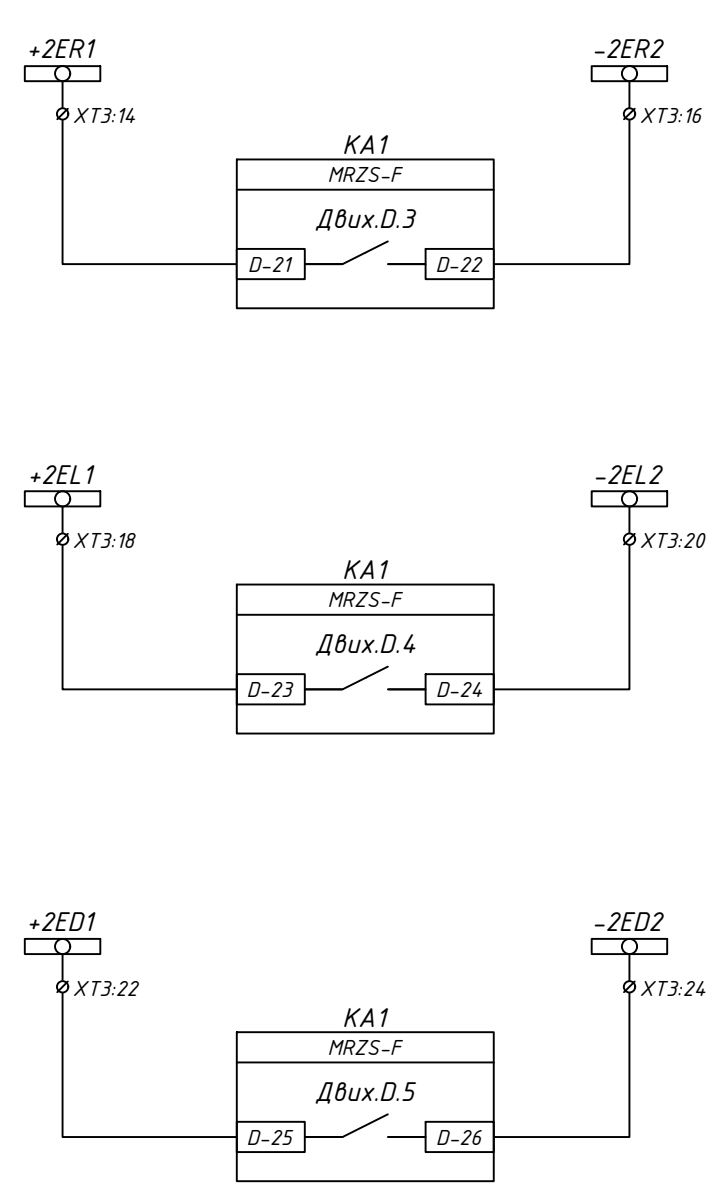 +2ER1
-2ER2
XT3:14
XT3:16
KA1
MRZS-F
Двих.D.3
D-21
D-22
+2EL1
-2EL2
XT3:18
XT3:20
KA1
MRZS-F
Двих.D.4
D-23
D-24
+2ED1
-2ED2
XT3:22
XT3:24
KA1
MRZS-F
Двих.D.5
D-25
D-26